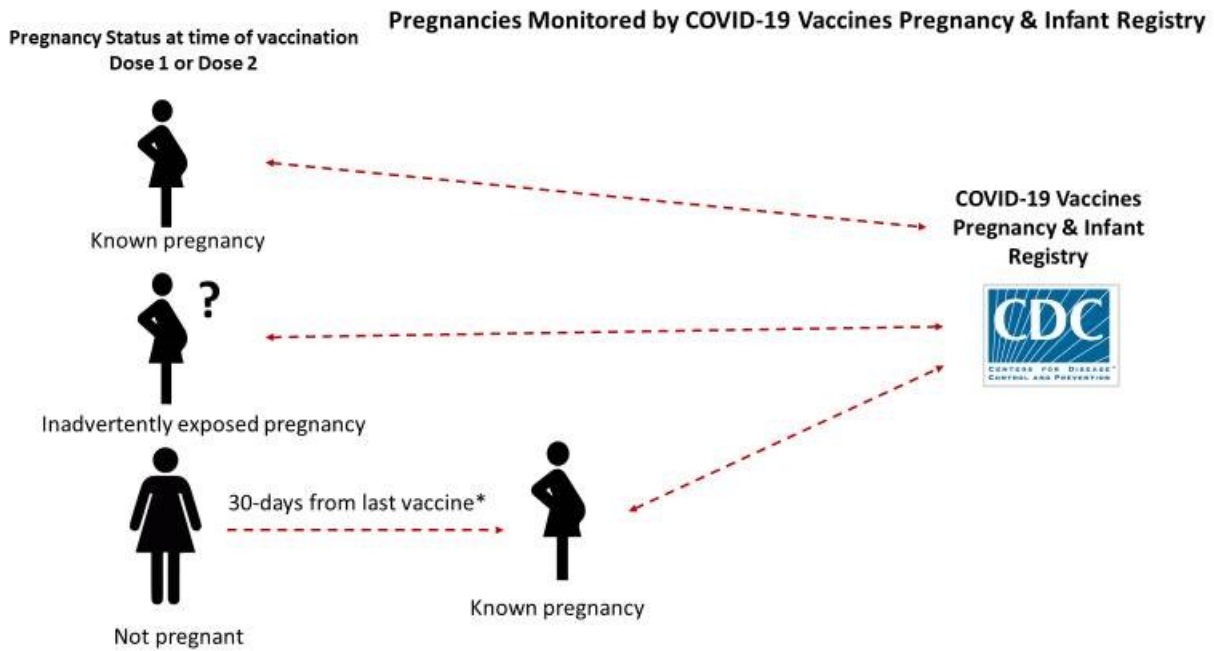 Pregnancies Monitored by COVID-19 Vaccines Pregnancy & Infant Registry
Pregnancy Status at time of vaccination
Dose 1 or Dose 2
Known pregnancy
COVID-19 Vaccines
Pregnancy & Infant
Registry
CDC
CENTERS FOR DISEASE
CONTROL AND PREVENTION
?
Inadvertently exposed pregnancy
30-days from last vaccine*
Known pregnancy
Not pregnant